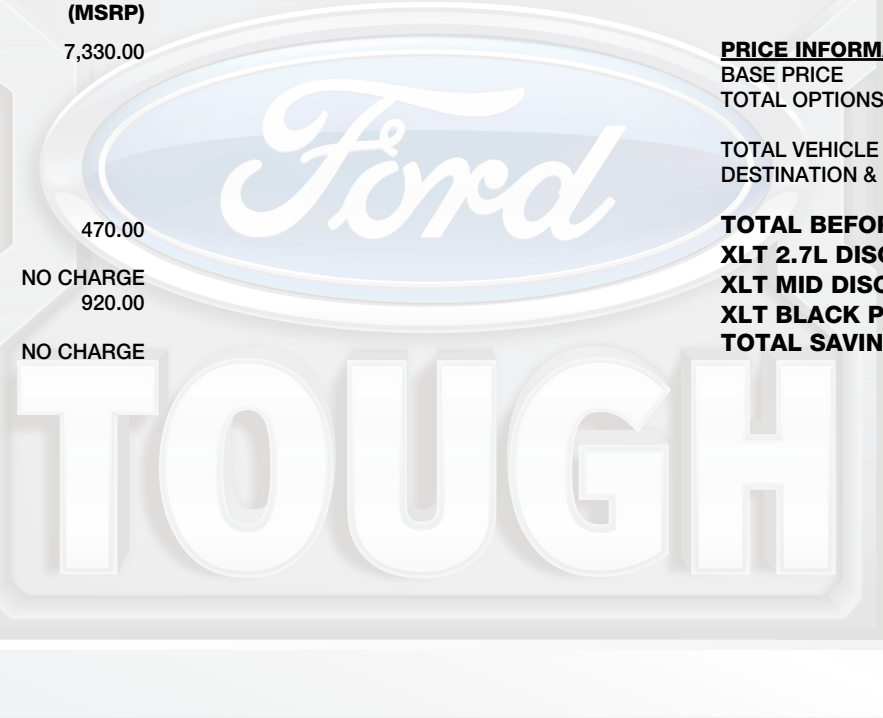 (MSRP)
7,330.00
470.00
NO CHARGE
920.00
NO CHARGE
PRICE INFORMA
BASE PRICE
TOTAL OPTIONS
TOTAL VEHICLE
DESTINATION &
TOTAL BEFOR
XLT 2.7L DISC
XLT MID DISC
XLT BLACK P
TOTAL SAVIN
Ford
TOUGH